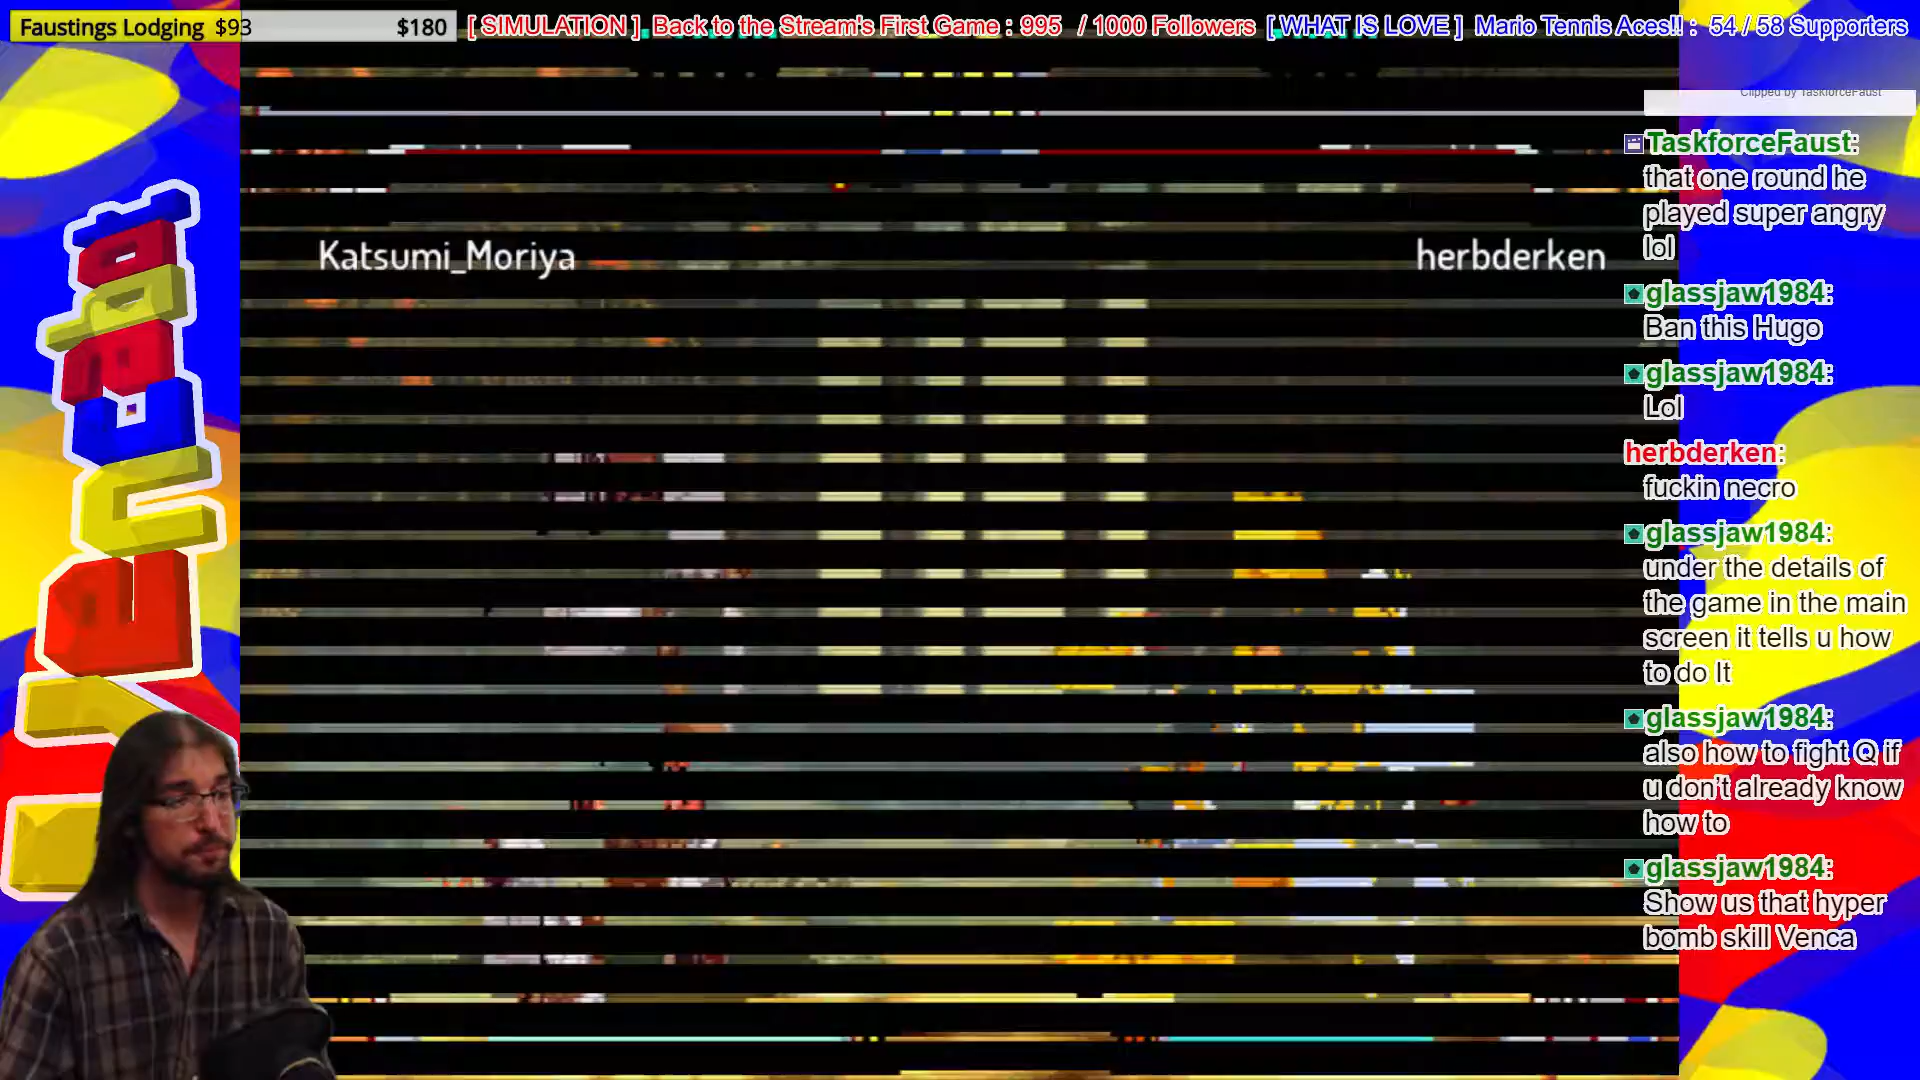 Faustings Lodging $93 $180 [ SIMULATION ] Back to the Stream's First Game : 995 / 1000 Followers [ WHAT IS LOVE ] Mario Tennis Aces!! : 54 / 58 Supporters
Clipped by TaskforceFaust
TaskforceFaust:
that one round he
played super angry
lol
Katsumi_Moriya
herbderken
glassjaw1984:
Ban this Hugo
glassjaw1984:
Lol
herbderken:
fuckin necro
glassjaw1984:
under the details of
the game in the main
screen it tells u how
to do It
glassjaw1984:
also how to fight Q if
u don't already know
how to
glassjaw1984:
Show us that hyper
bomb skill Venca